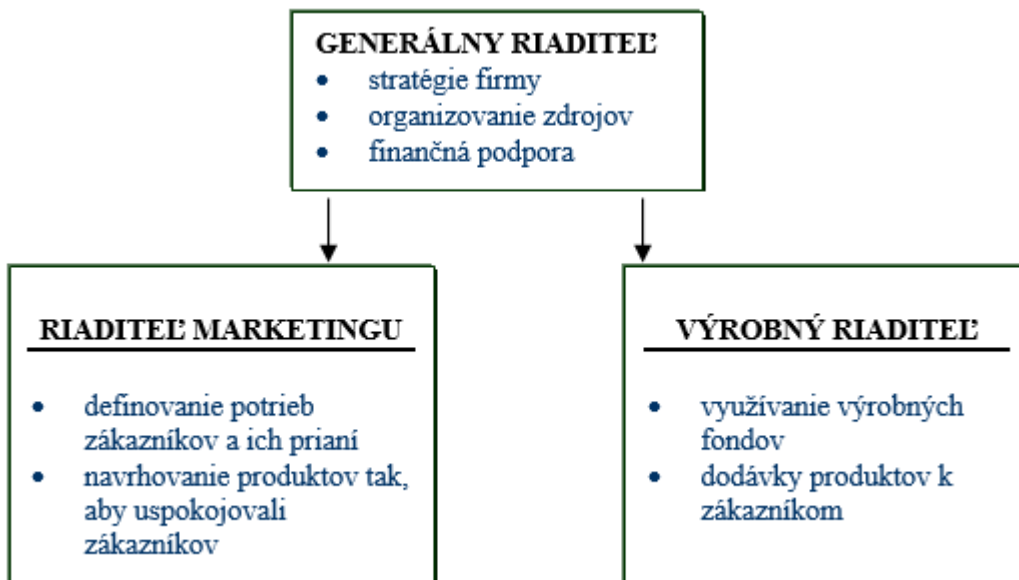 GENERÁLNY RIADITEĽ
• stratégie firmy
• organizovanie zdrojov
• finančná podpora
RIADITEĽ MARKETINGU
• definovanie potrieb
zákazníkov a ich prianí
• navrhovanie produktov tak,
aby uspokojovali
zákazníkov
VÝROBNÝ RIADITEĽ
• využívanie výrobných
fondov
• dodávky produktov k
zákazníkom